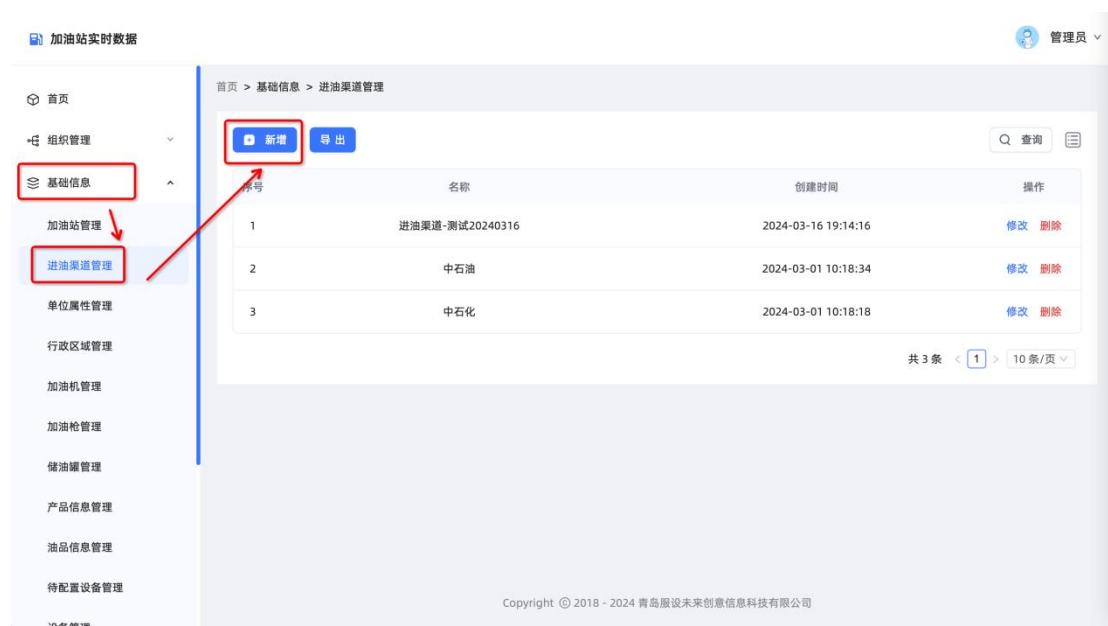 加油站实时数据
管理员
首页
组织管理
基础信息
加油站管理
进油渠道管理
单位属性管理
行政区域管理
加油机管理
加油枪管理
储油罐管理
产品信息管理
油品信息管理
待配置设备管理
首页 > 基础信息 > 进油渠道管理
新增 导出 查询
序号 名称 创建时间 操作
1 进油渠道-测试20240316 2024-03-16 19:14:16 修改 删除
2 中石油 2024-03-01 10:18:34 修改 删除
3 中石化 2024-03-01 10:18:18 修改 删除
共 3 条 < 1 > 10 条/页
Copyright © 2018 - 2024 青岛服设未来创意信息科技有限公司